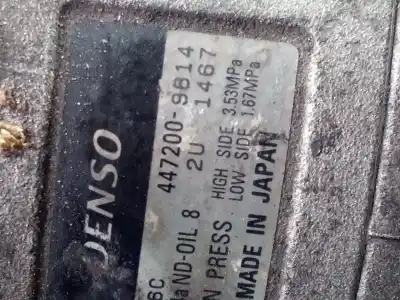 DENSO
447200-9814
2U 1467
6C
ND-OIL 8
PRESS HIGH SIDE 3.53MPa
LOW SIDE 1.67MPa
MADE IN JAPAN